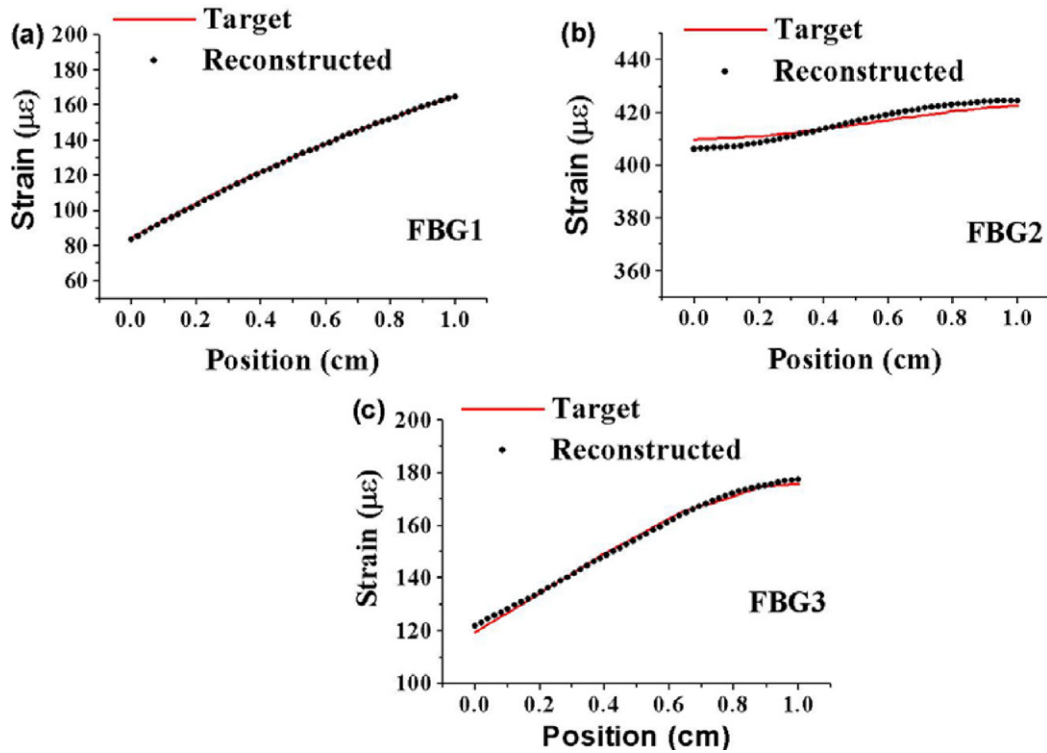 (a)
Target
Reconstructed
200
180
160
140
120
100
80
60
Strain (με)
FBG1
0.0 0.2 0.4 0.6 0.8 1.0
Position (cm)
(b)
Target
Reconstructed
440
420
400
380
360
Strain (με)
FBG2
0.0 0.2 0.4 0.6 0.8 1.0
Position (cm)
(c)
Target
Reconstructed
200
180
160
140
120
100
Strain (με)
FBG3
0.0 0.2 0.4 0.6 0.8 1.0
Position (cm)